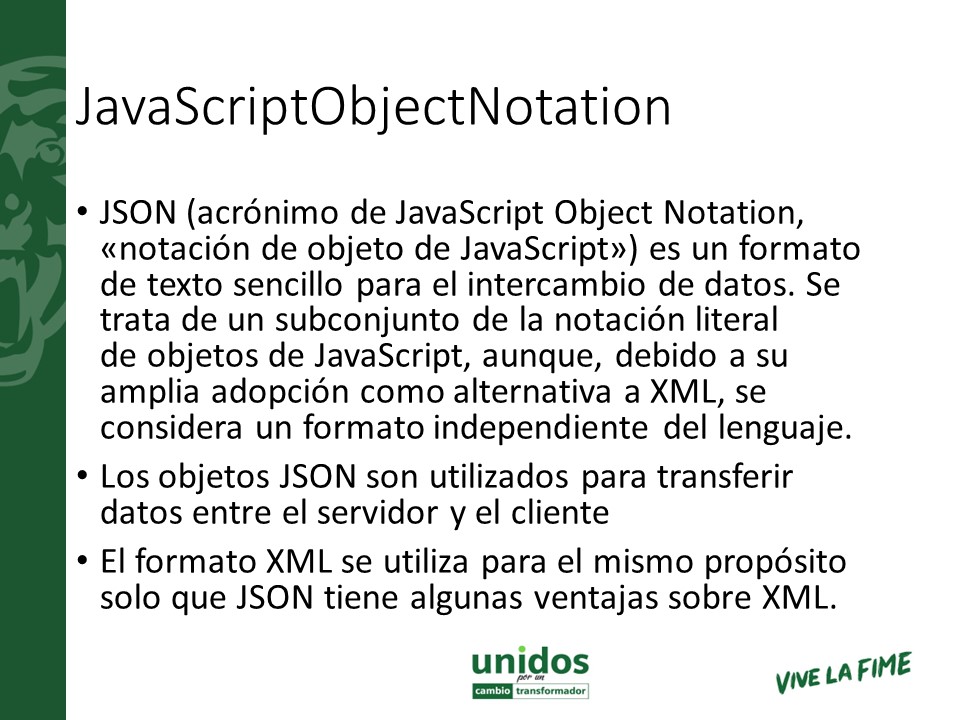 JavaScriptObjectNotation
• JSON (acrónimo de JavaScript Object Notation,
«notación de objeto de JavaScript») es un formato
de texto sencillo para el intercambio de datos. Se
trata de un subconjunto de la notación literal
de objetos de JavaScript, aunque, debido a su
amplia adopción como alternativa a XML, se
considera un formato independiente del lenguaje.
• Los objetos JSON son utilizados para transferir
datos entre el servidor y el cliente
• El formato XML se utiliza para el mismo propósito
solo que JSON tiene algunas ventajas sobre XML.
unidos
por un
cambio transformador
VIVE LA FIME